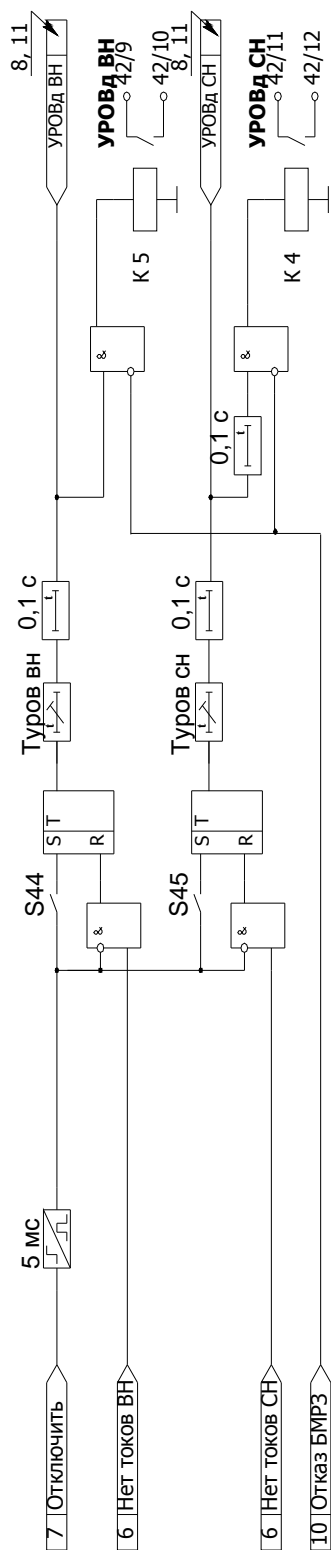 7 Отключить
5 мс
S44
S T
R
&
Tуров вн
t
0,1 с
t
&
К 5
УРОВд ВН
8, 11
УРОВд ВН
42/9
42/10
6 Нет токов ВН
S45
S T
R
&
Tуров сн
t
0,1 с
t
0,1 с
t
&
К 4
УРОВд СН
8, 11
УРОВд СН
42/11
42/12
6 Нет токов СН
10 Отказ БМРЗ